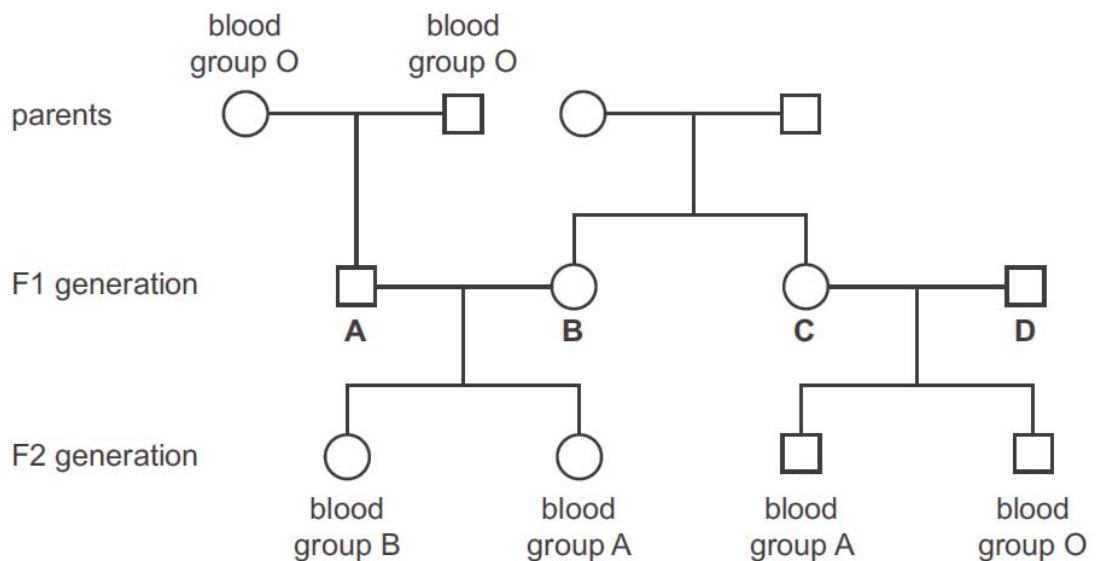 blood
group O
blood
group O
parents
F1 generation
A
B
C
D
F2 generation
blood
group B
blood
group A
blood
group A
blood
group O